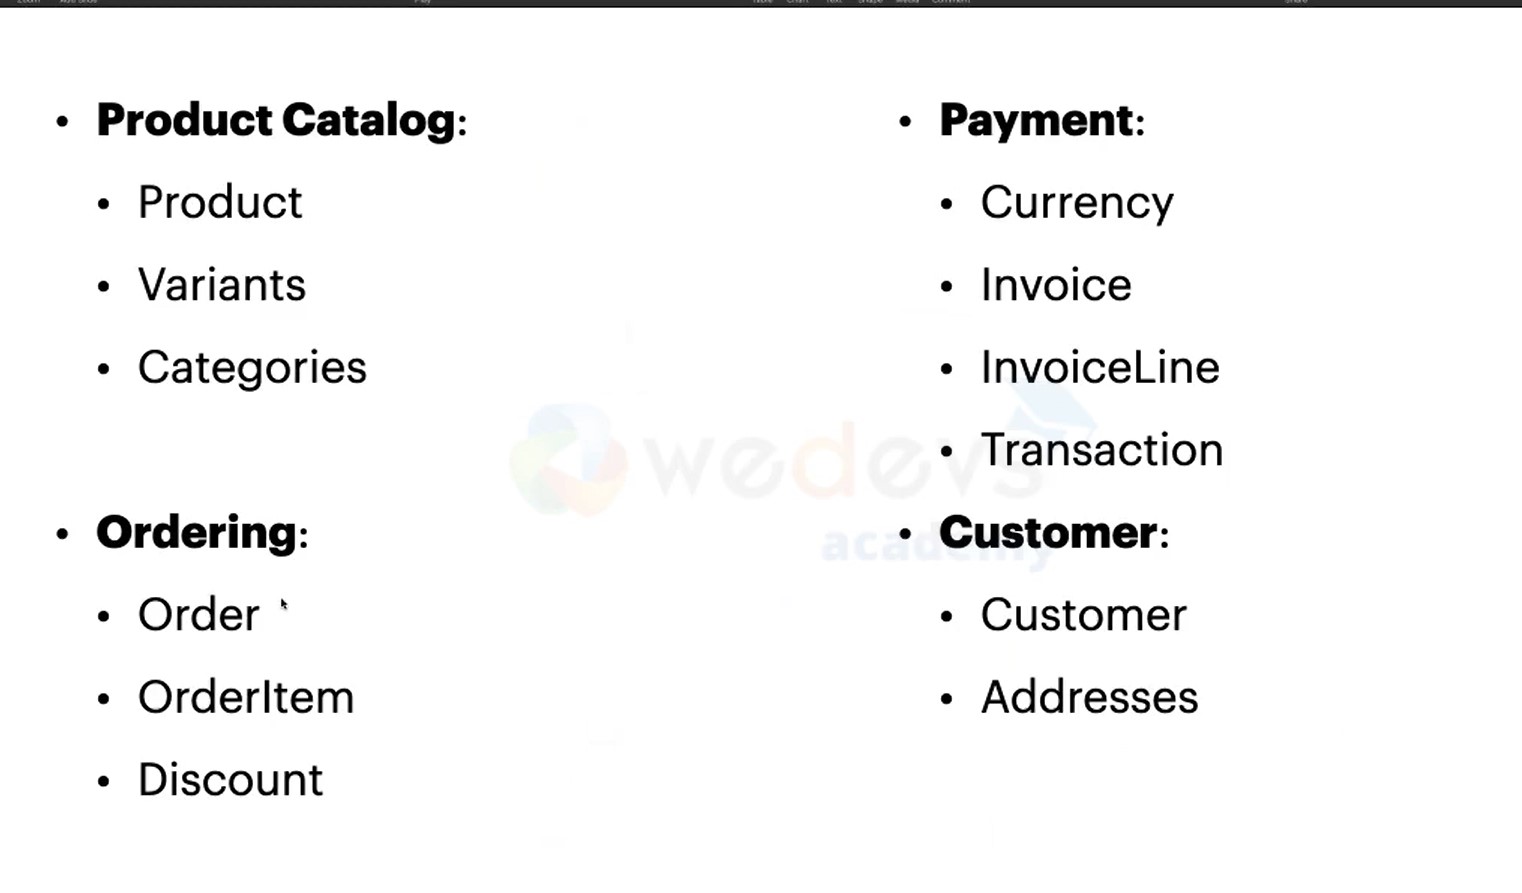 Product Catalog:
Product
Variants
Categories
Ordering:
Order
OrderItem
Discount
Payment:
Currency
Invoice
InvoiceLine
Transaction
Customer:
Customer
Addresses
wedevs
academy